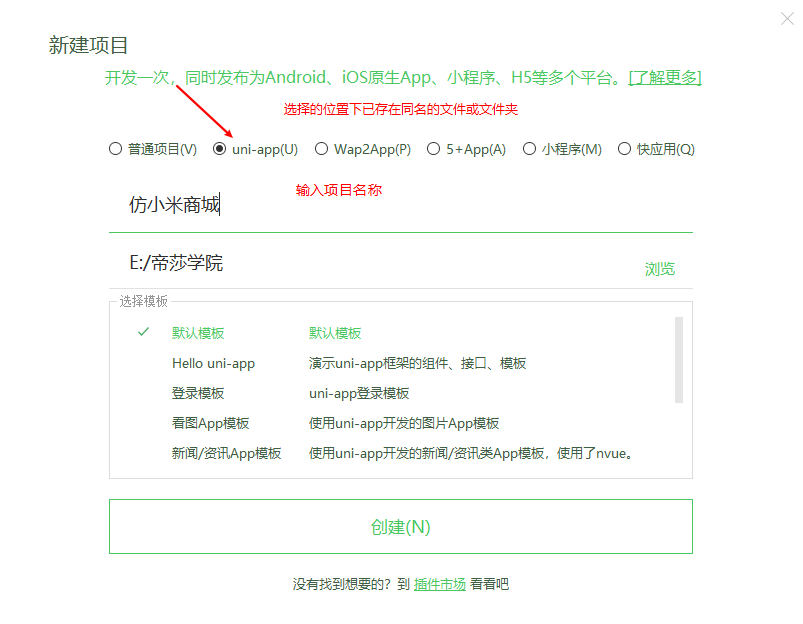 新建项目
开发一次，同时发布为Android、iOS原生App、小程序、H5等多个平台。[了解更多]
选择的位置下已存在同名的文件或文件夹
普通项目(V) uni-app(U) Wap2App(P) 5+App(A) 小程序(M) 快应用(Q)
输入项目名称
仿小米商城
E:/帝莎学院 浏览
选择模板
默认模板 默认模板
Hello uni-app 演示uni-app框架的组件、接口、模板
登录模板 uni-app登录模板
看图App模板 使用uni-app开发的图片App模板
新闻/资讯App模板 使用uni-app开发的新闻/资讯类App模板，使用了nvue。
创建(N)
没有找到想要的？到 插件市场 看看吧